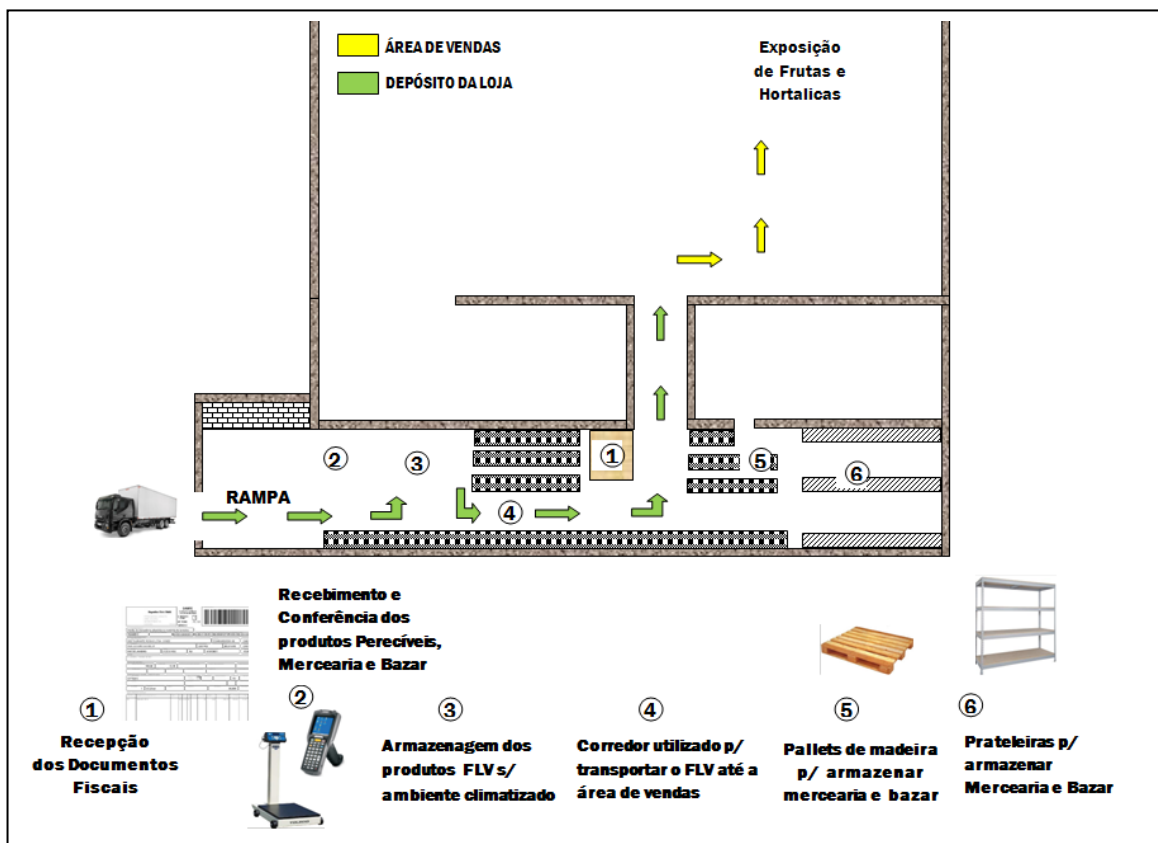 ÁREA DE VENDAS
DEPÓSITO DA LOJA
Exposição
de Frutas e
Hortalicas
RAMPA
①
②
③
④
⑤
⑥
Recebimento e
Conferência dos
produtos Perecíveis,
Mercearia e Bazar
①
Recepção
dos Documentos
Fiscais
②
③
Armazenagem dos
produtos FLV s/
ambiente climatizado
④
Corredor utilizado p/
transportar o FLV até a
área de vendas
⑤
Pallets de madeira
p/ armazenar
mercearia e bazar
⑥
Prateleiras p/
armazenar
Mercearia e Bazar